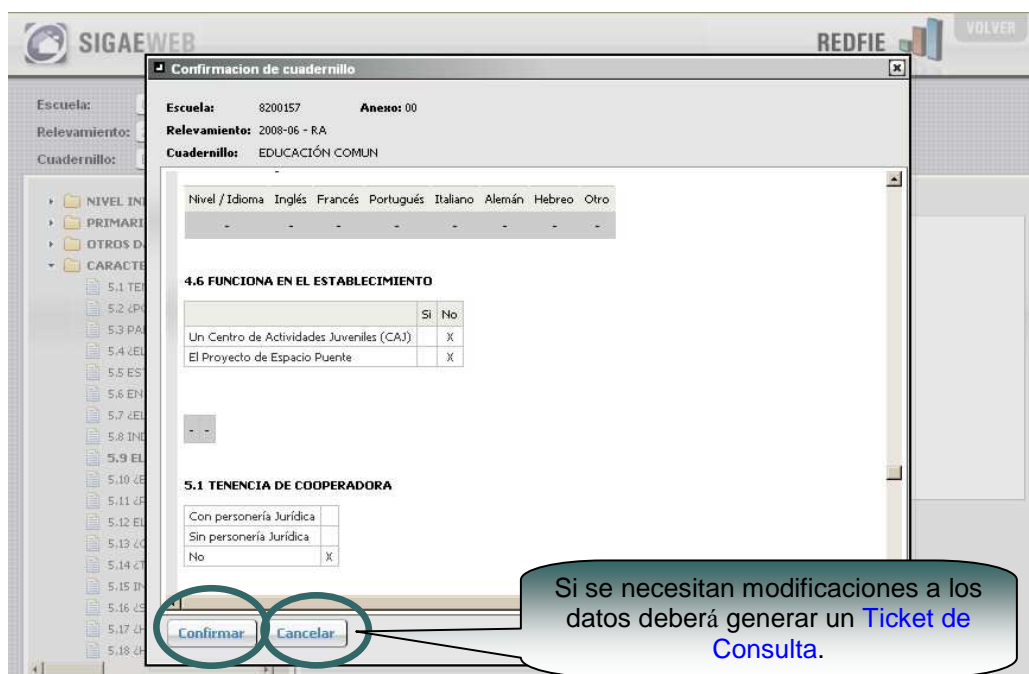 SIGAEWEB
REDFIE
VOLVER
Confirmacion de cuadernillo
Escuela:
Relevamiento:
Cuadernillo:
Escuela: 8200157 Anexo: 00
Relevamiento: 2008-06 - RA
Cuadernillo: EDUCACIÓN COMUN
NIVEL INI
PRIMARI
OTROS D
CARACTE
5.1 TEN
5.2 ¿PO
5.3 PA
5.4 ¿EL
5.5 ES
5.6 EN
5.7 ¿EL
5.8 IND
5.9 EL
5.10 ¿E
5.11 ¿P
5.12 EL
5.13 ¿C
5.14 ¿T
5.15 IN
5.16 ¿S
5.17 ¿H
5.18 ¿H
Nivel / Idioma Inglés Francés Portugués Italiano Alemán Hebreo Otro
- - - - - - - -
4.6 FUNCIONA EN EL ESTABLECIMIENTO
Si No
Un Centro de Actividades Juveniles (CAJ) X
El Proyecto de Espacio Puente X
- -
5.1 TENENCIA DE COOPERADORA
Con personería Jurídica
Sin personería Jurídica
No X
Confirmar Cancelar
Si se necesitan modificaciones a los
datos deberá generar un Ticket de
Consulta.